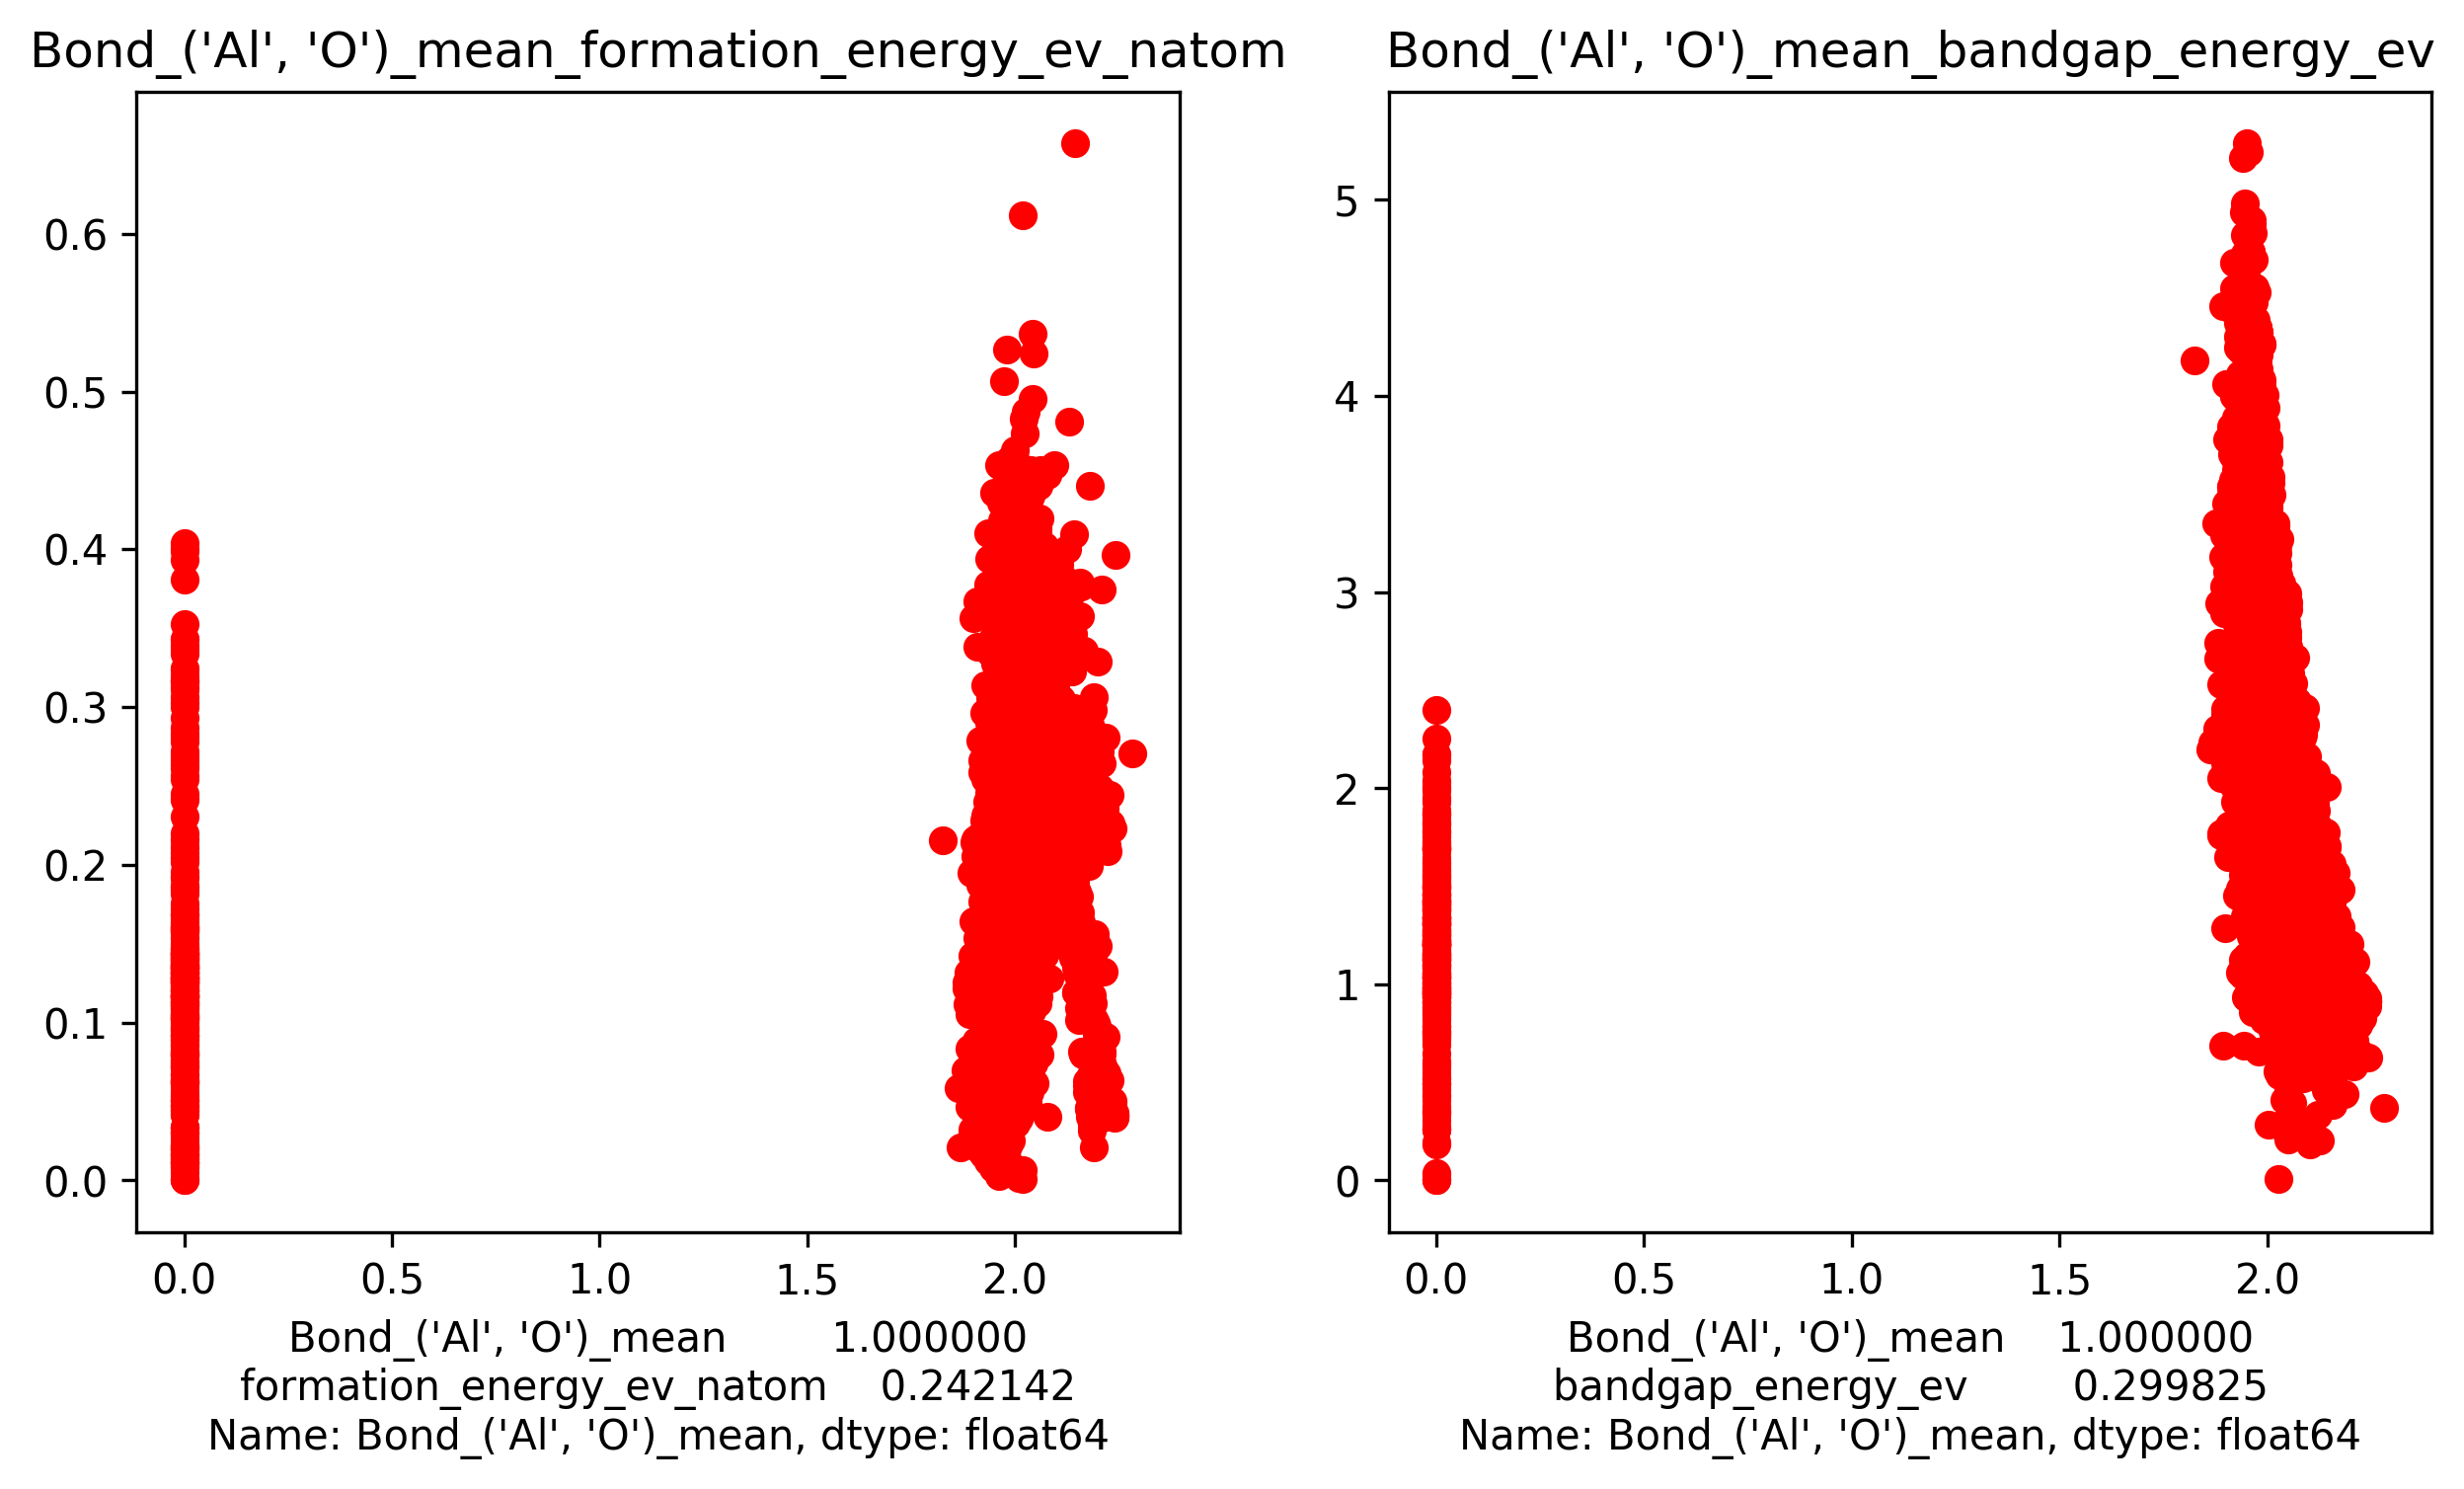 Bond_('Al', 'O')_mean_formation_energy_ev_natom
0.6
0.5
0.4
0.3
0.2
0.1
0.0
0.0 0.5 1.0 1.5 2.0
Bond_('Al', 'O')_mean 1.000000
formation_energy_ev_natom 0.242142
Name: Bond_('Al', 'O')_mean, dtype: float64
Bond_('Al', 'O')_mean_bandgap_energy_ev
5
4
3
2
1
0
0.0 0.5 1.0 1.5 2.0
Bond_('Al', 'O')_mean 1.000000
bandgap_energy_ev 0.299825
Name: Bond_('Al', 'O')_mean, dtype: float64